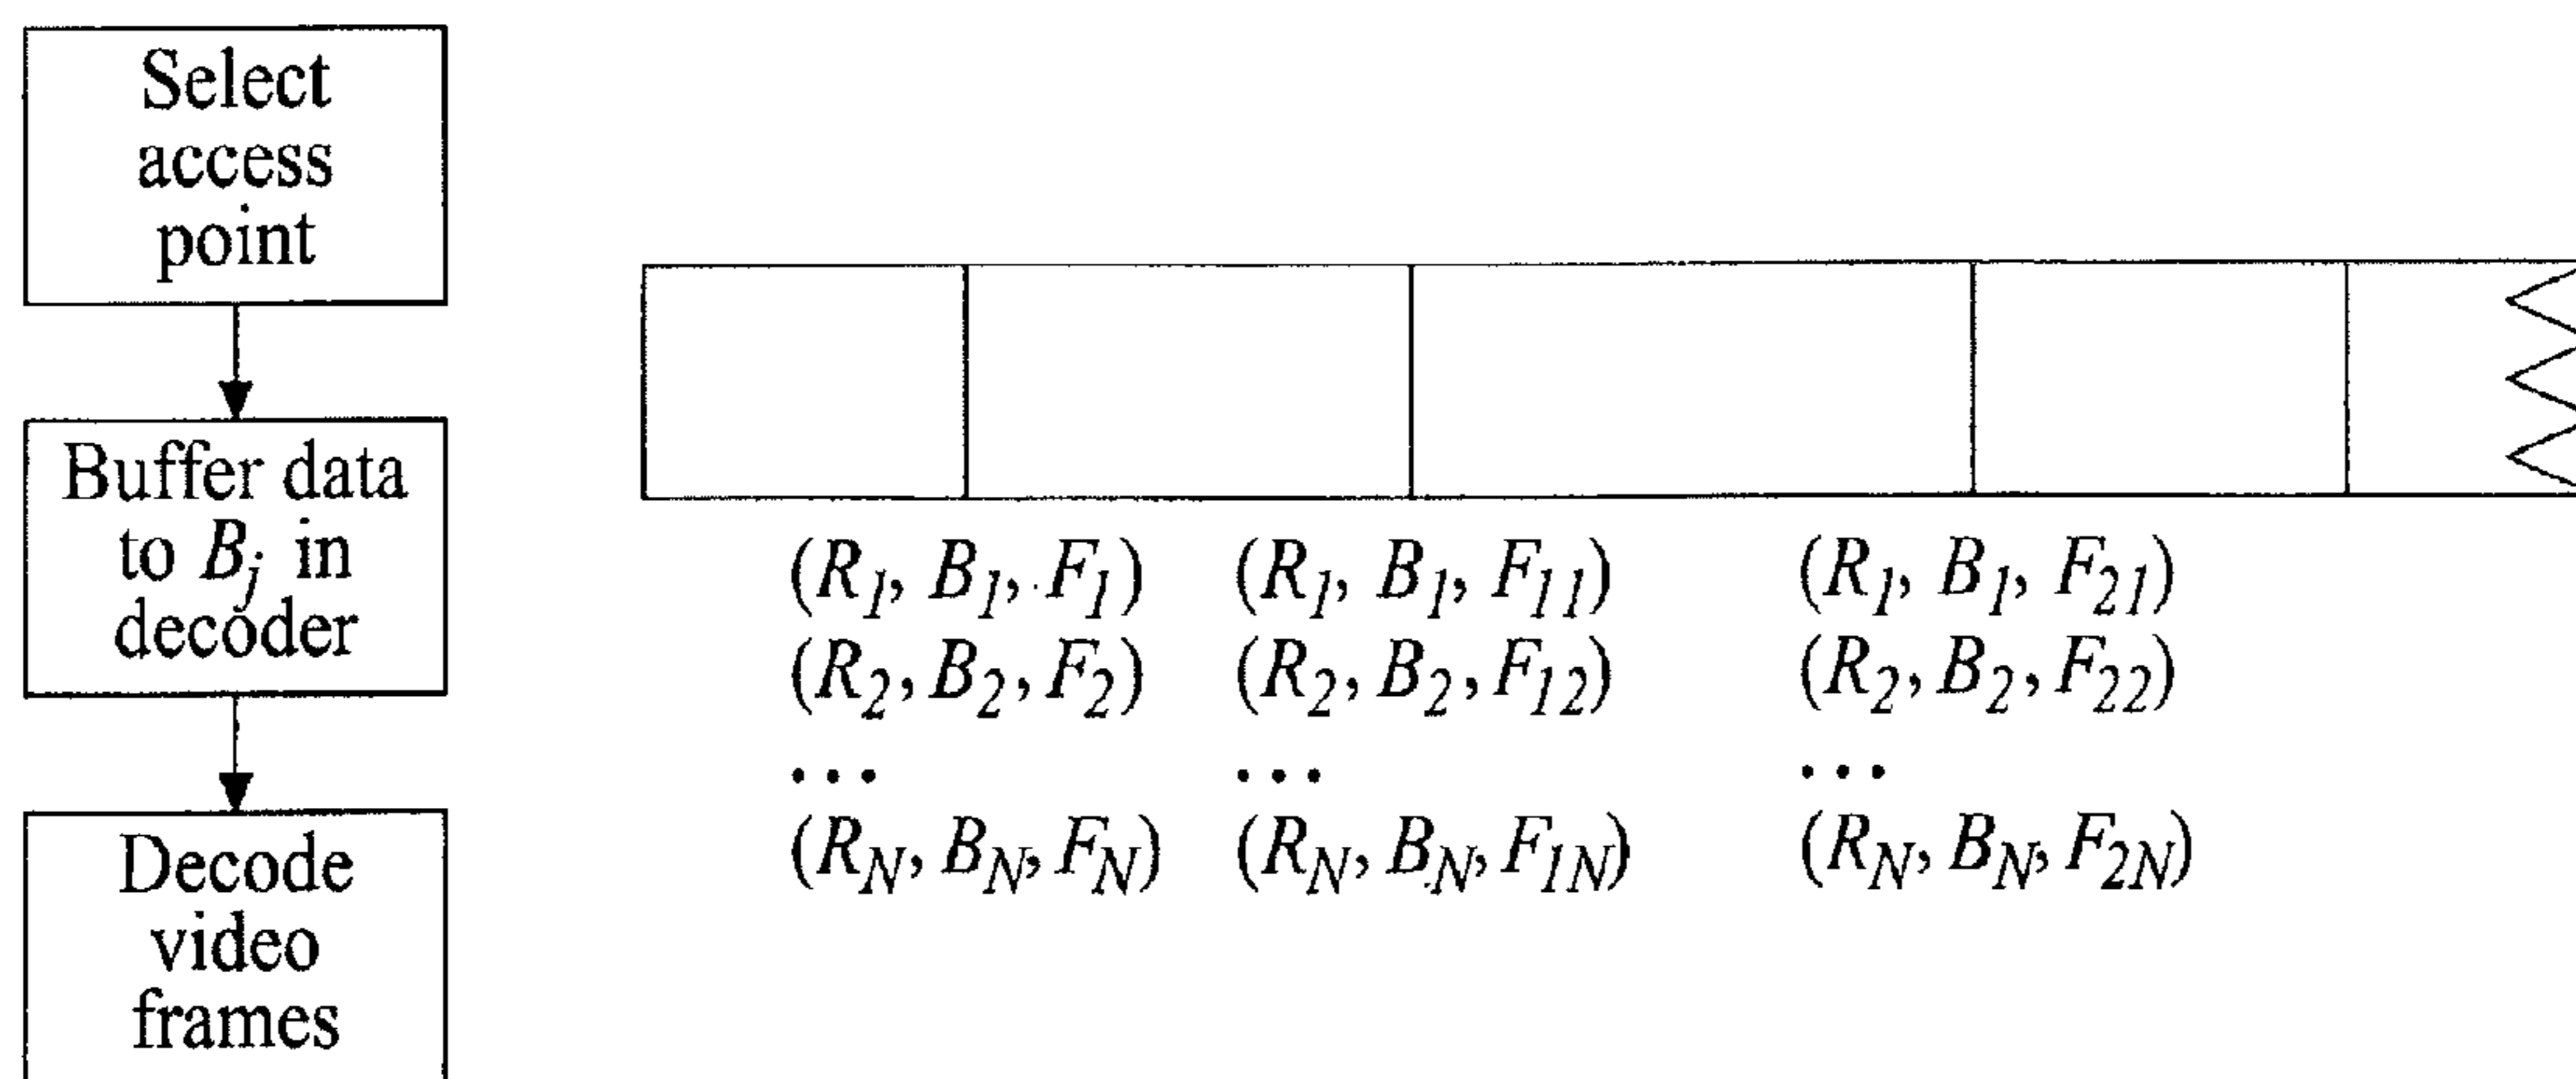 Select
access
point
Buffer data
to B_j in
decoder
Decode
video
frames
(R_1, B_1, F_1) (R_1, B_1, F_11) (R_1, B_1, F_21)
(R_2, B_2, F_2) (R_2, B_2, F_12) (R_2, B_2, F_22)
... ... ...
(R_N, B_N, F_N) (R_N, B_N, F_1N) (R_N, B_N, F_2N)